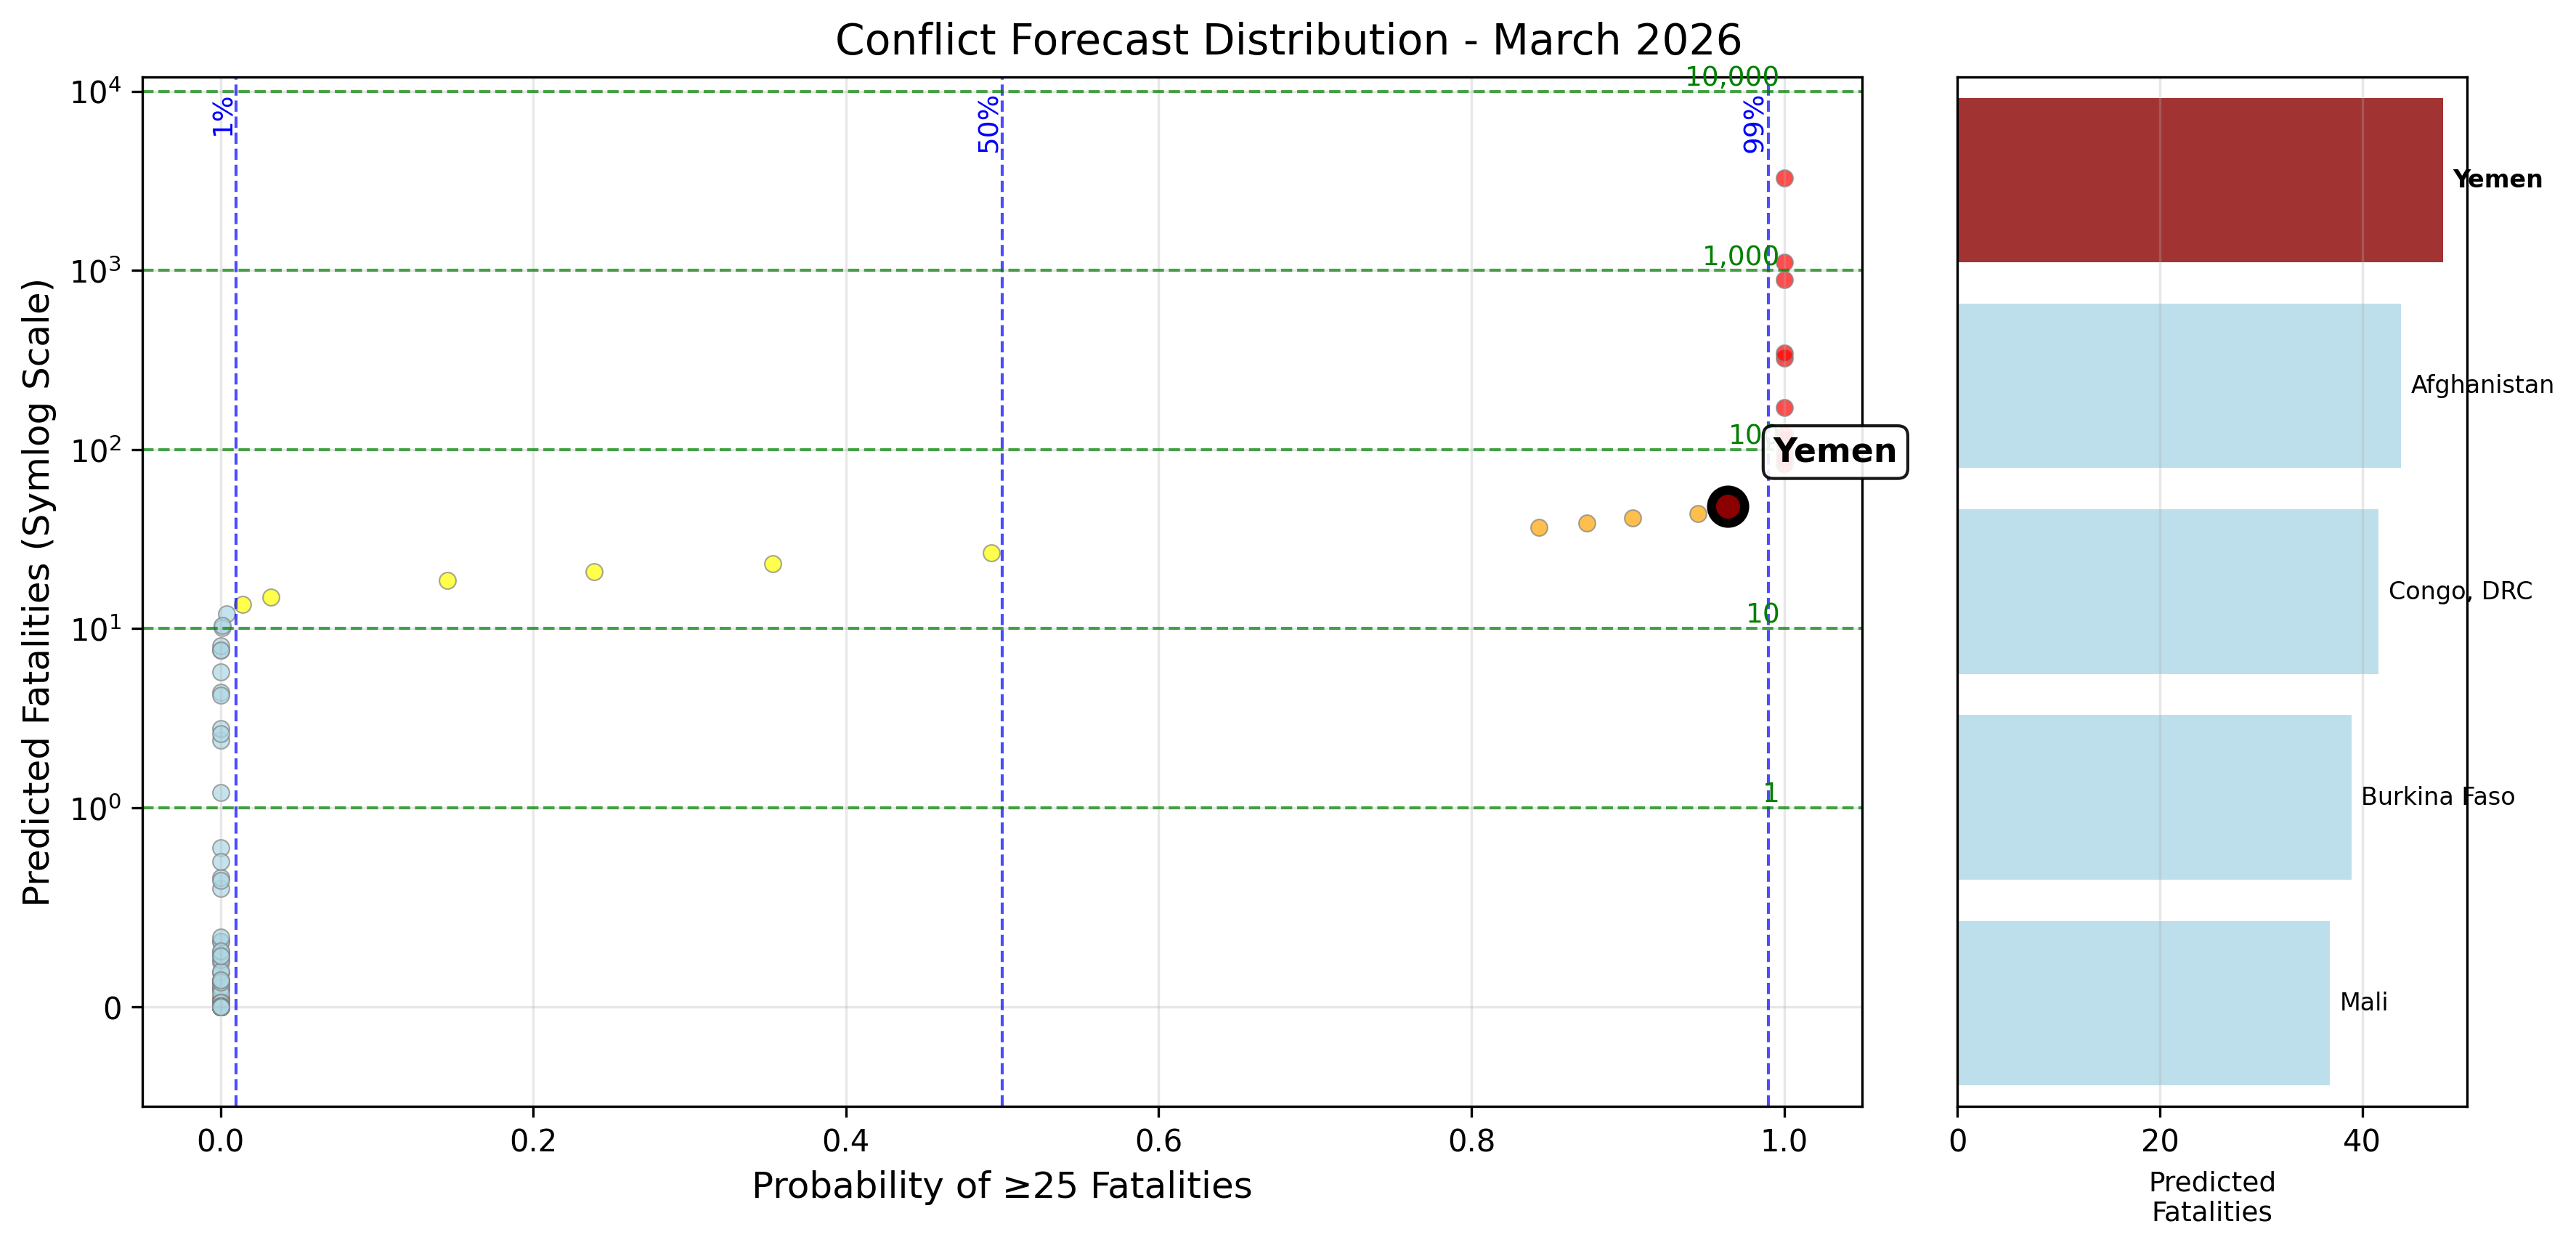 Conflict Forecast Distribution - March 2026
Predicted Fatalities (Symlog Scale)
10⁴
10³
10²
10¹
10⁰
0
1%
50%
99%
10,000
1,000
10
10
1
Yemen
0.0 0.2 0.4 0.6 0.8 1.0
Probability of ≥25 Fatalities
Yemen
Afghanistan
Congo, DRC
Burkina Faso
Mali
0 20 40
Predicted
Fatalities